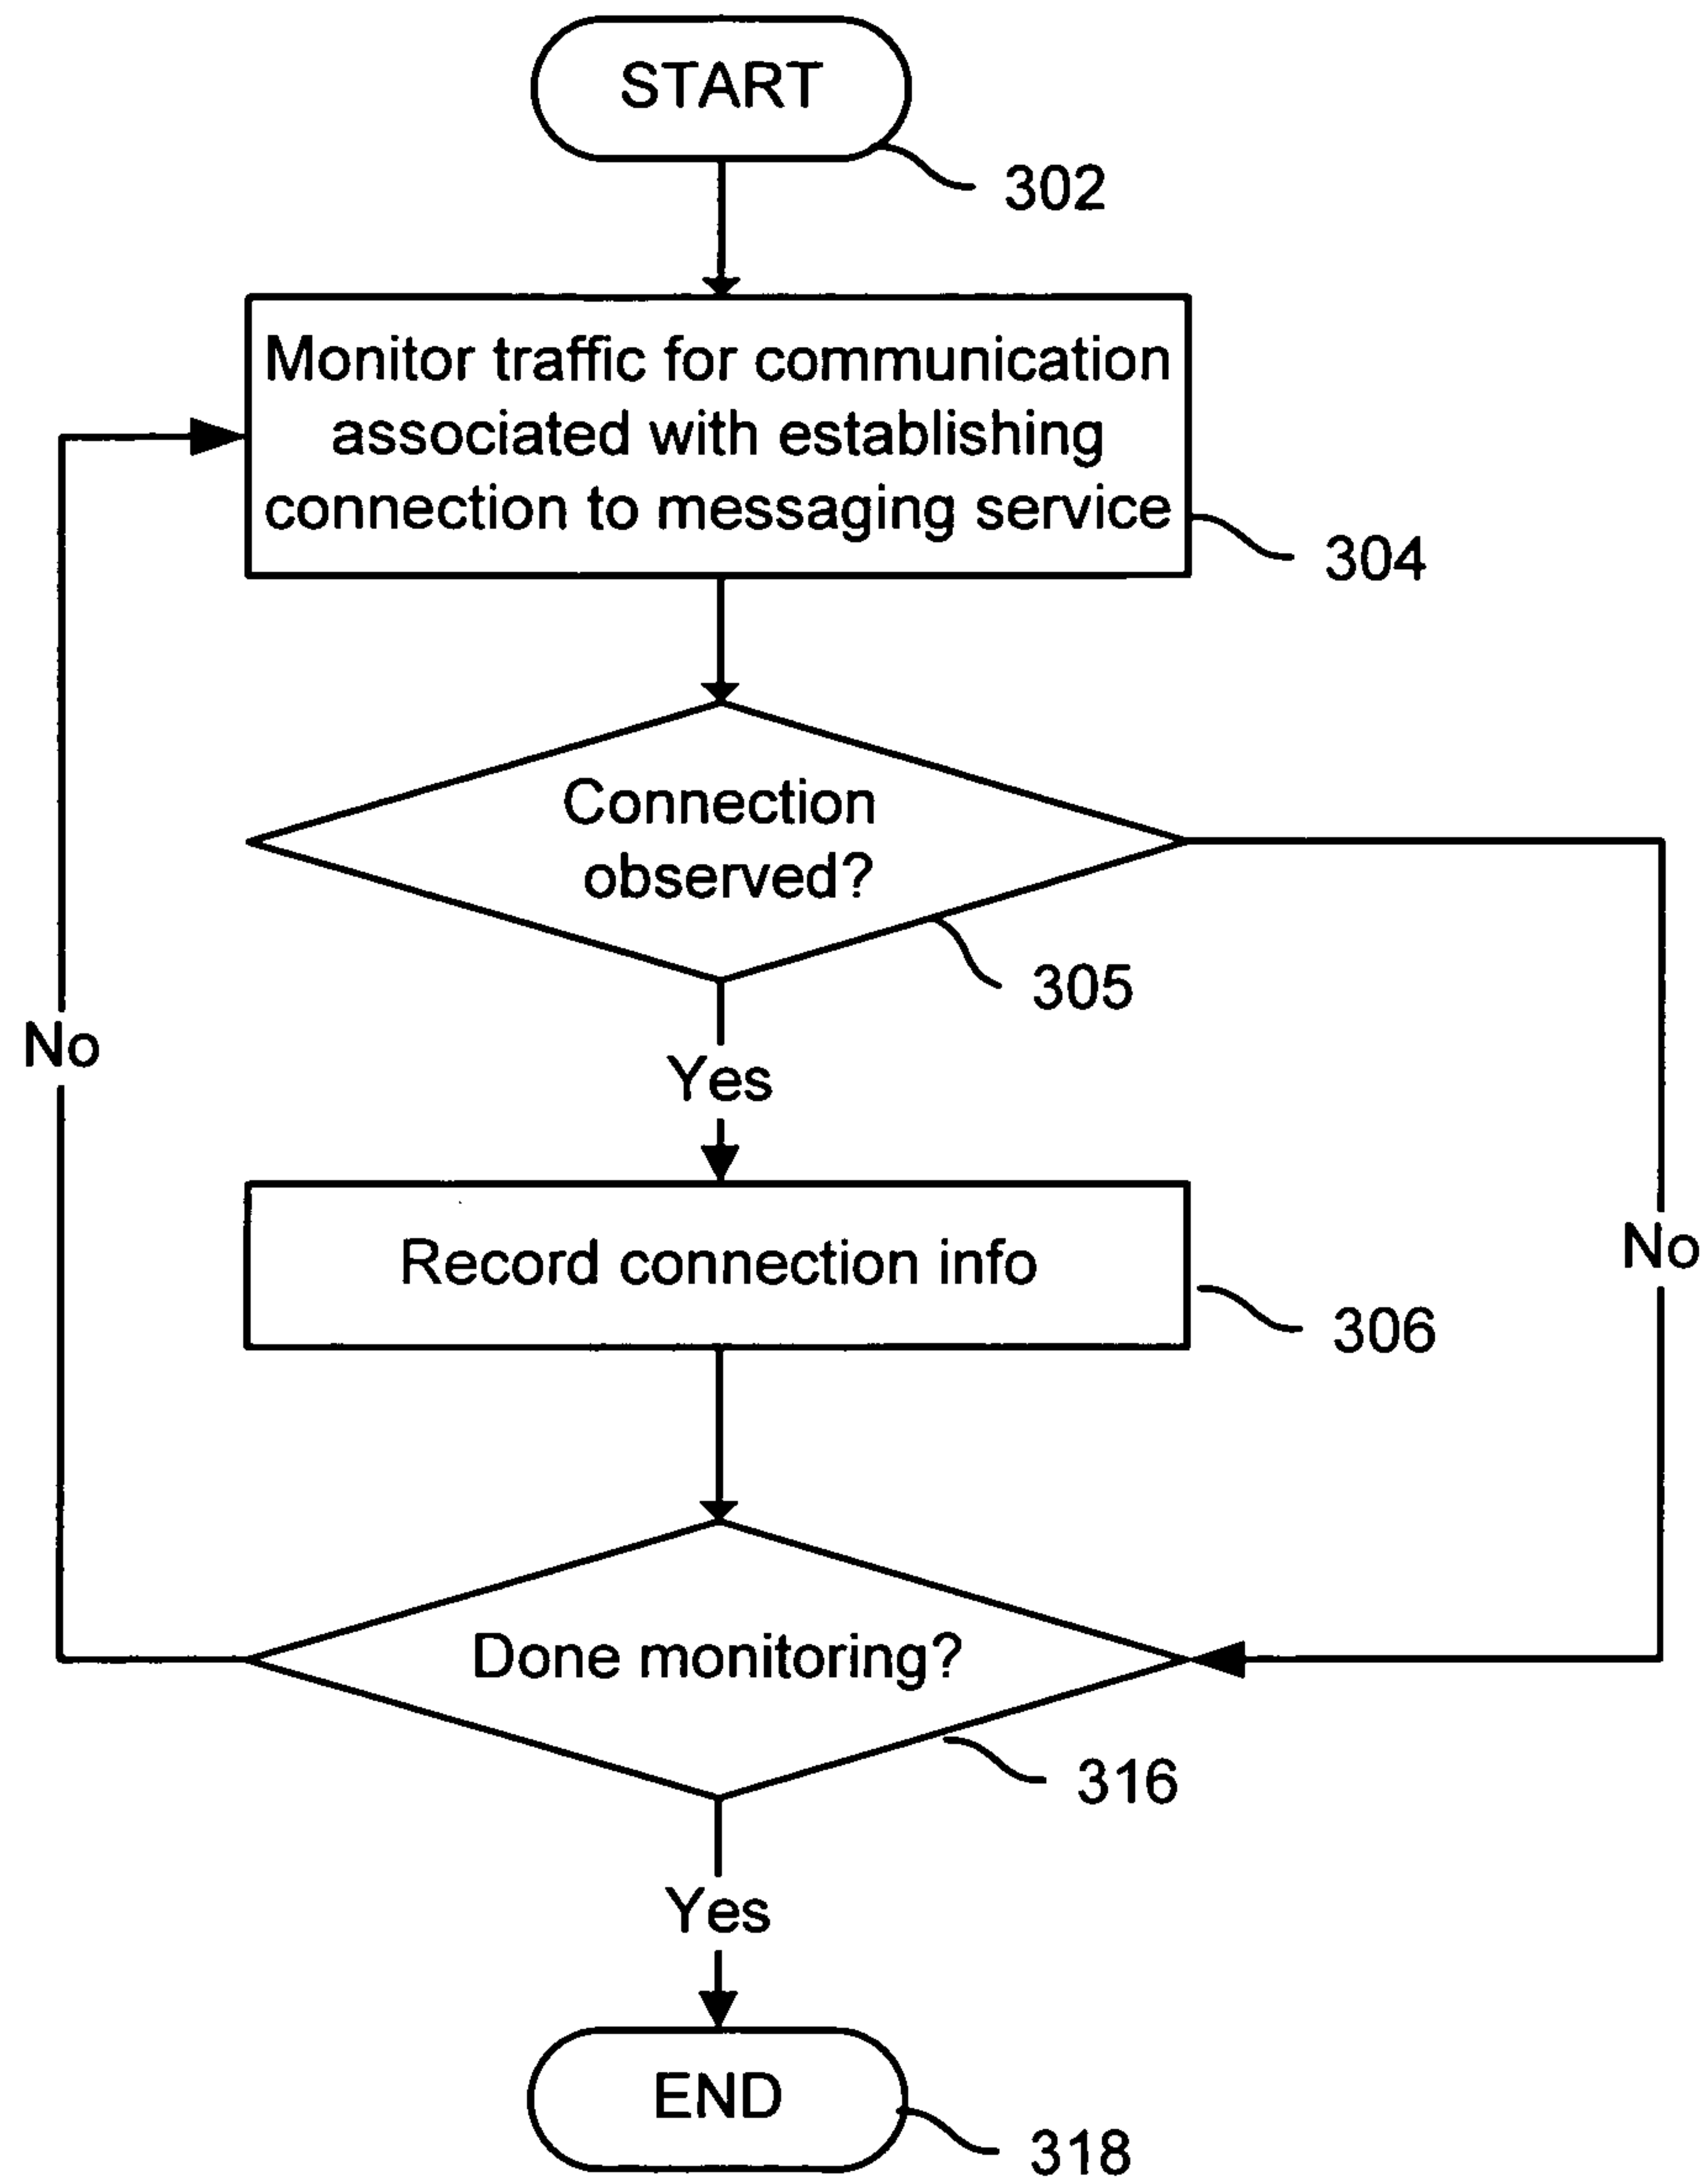 START
302
Monitor traffic for communication
associated with establishing
connection to messaging service
304
Connection
observed?
305
No
Yes
Record connection info
No
306
Done monitoring?
316
Yes
END
318